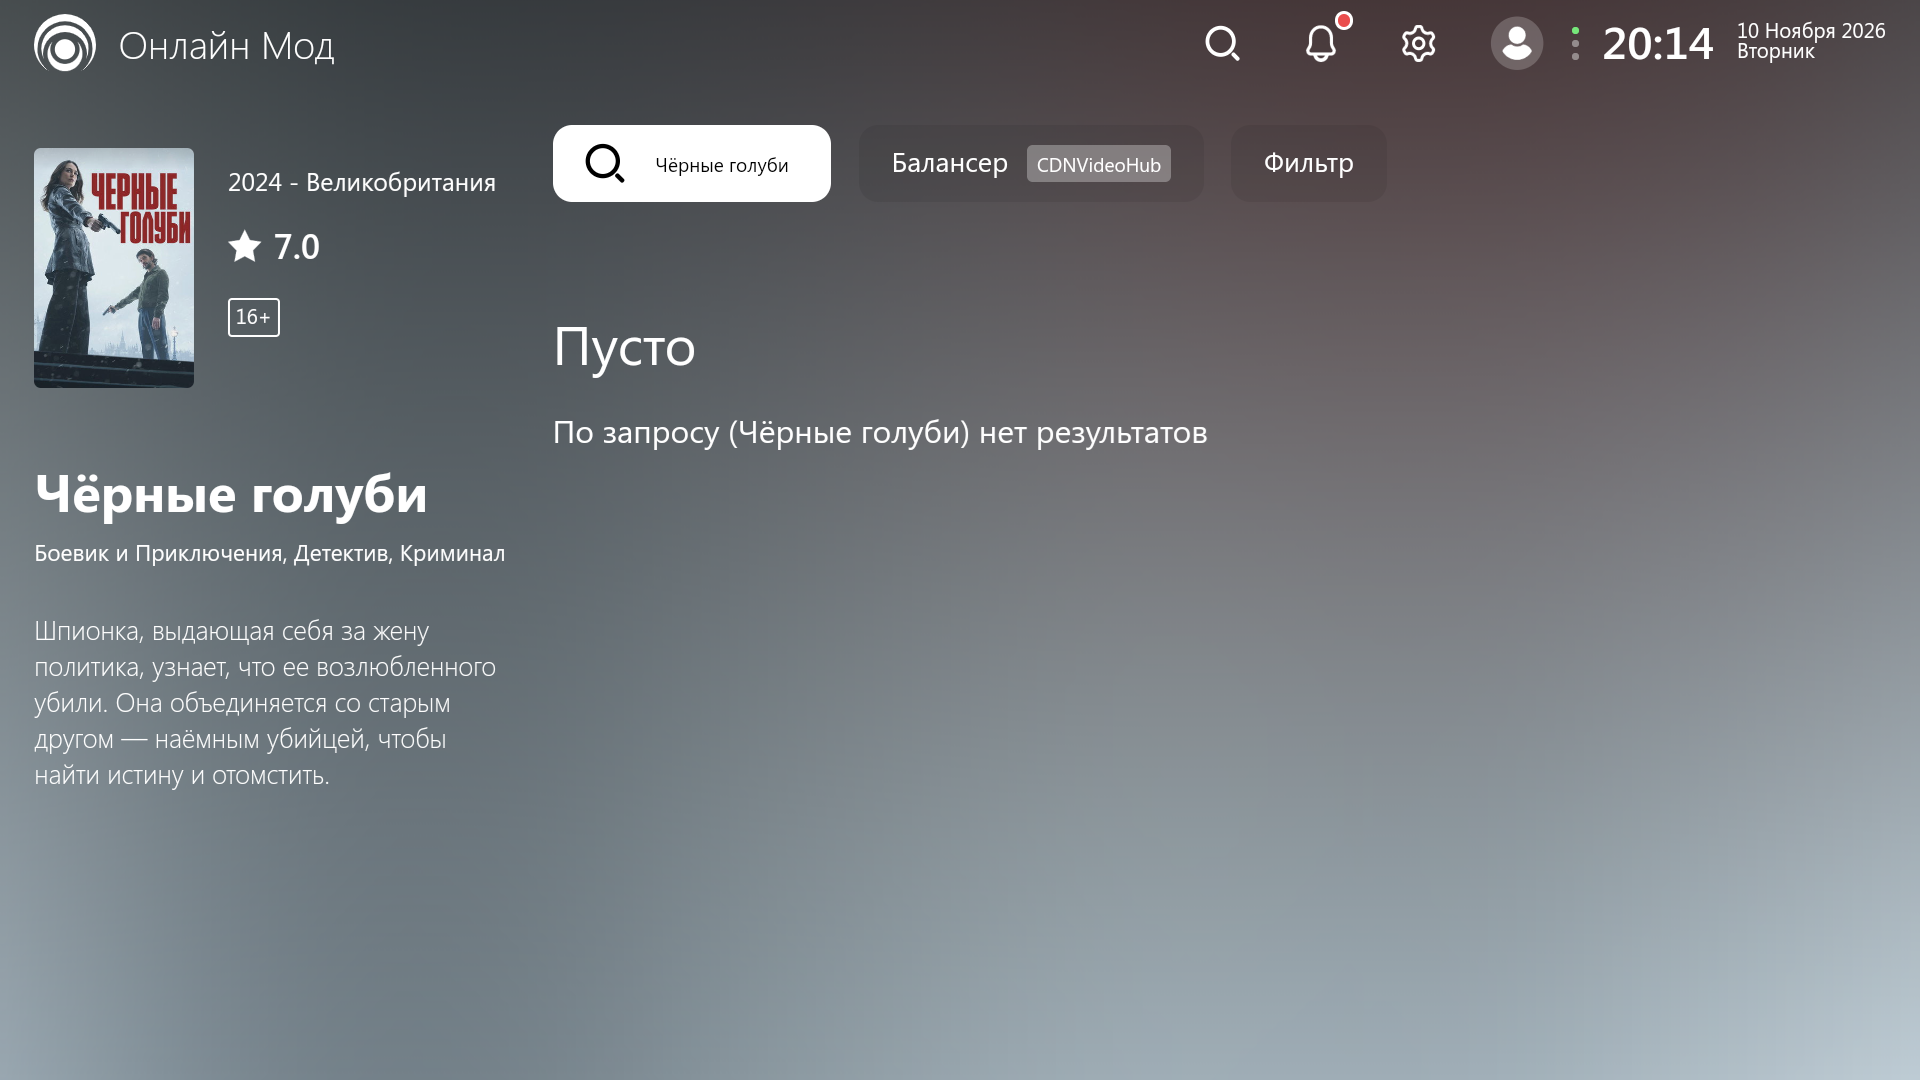 Онлайн Мод
20:14
10 Ноября 2026
Вторник
ЧЕРНЫЕ
ГОЛУБИ
2024 - Великобритания
7.0
16+
Чёрные голуби
Боевик и Приключения, Детектив, Криминал
Шпионка, выдающая себя за жену
политика, узнает, что ее возлюбленного
убили. Она объединяется со старым
другом — наёмным убийцей, чтобы
найти истину и отомстить.
Чёрные голуби
Балансер CDNVideoHub
Фильтр
Пусто
По запросу (Чёрные голуби) нет результатов